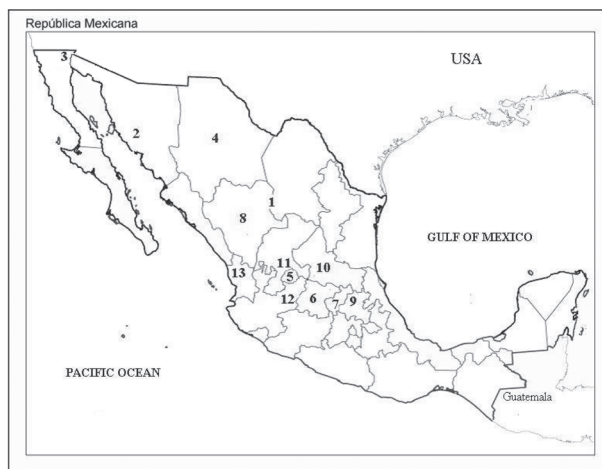 República Mexicana
USA
3
2
4
1
8
GULF OF MEXICO
11
10
13
5
12
6
7
9
PACIFIC OCEAN
Guatemala